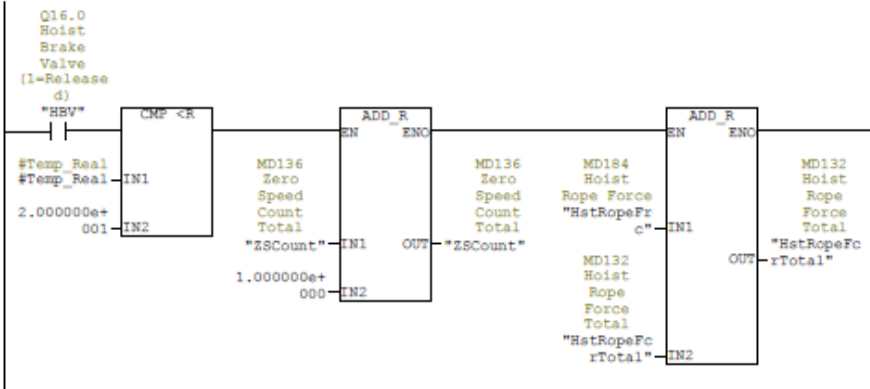 Q16.0
Hoist
Brake
Valve
(1=Release
d)
"HBV"
CMP <R
#Temp_Real
#Temp_Real
IN1
2.000000e+
001
IN2
ADD_R
EN
ENO
MD136
Zero
Speed
Count
Total
"ZSCount"
IN1
1.000000e+
000
IN2
OUT
MD136
Zero
Speed
Count
Total
"ZSCount"
ADD_R
EN
ENO
MD184
Hoist
Rope Force
"HstRopeFr
c"
IN1
MD132
Hoist
Rope
Force
Total
"HstRopeFc
rTotal"
IN2
OUT
MD132
Hoist
Rope
Force
Total
"HstRopeFc
rTotal"